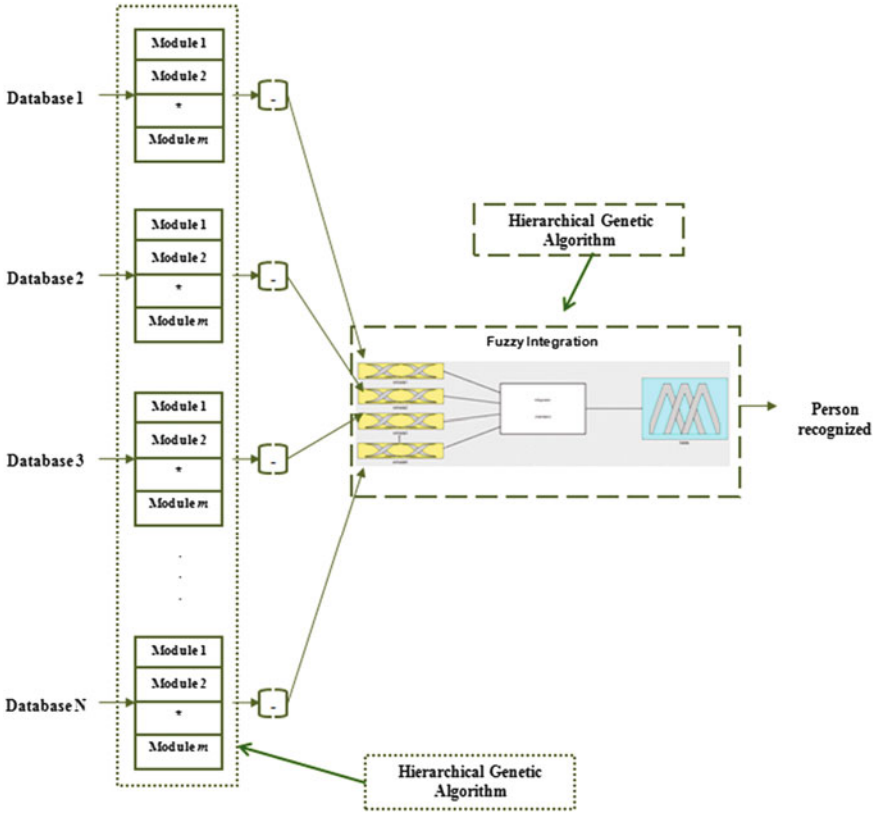 Module 1
Module 2
*
Module m
Database 1
-
Module 1
Module 2
*
Module m
Database 2
-
Hierarchical Genetic
Algorithm
Fuzzy Integration
Module 1
Module 2
*
Module m
Database 3
-
Person
recognized
.
.
.
Module 1
Module 2
*
Module m
Database N
-
Hierarchical Genetic
Algorithm